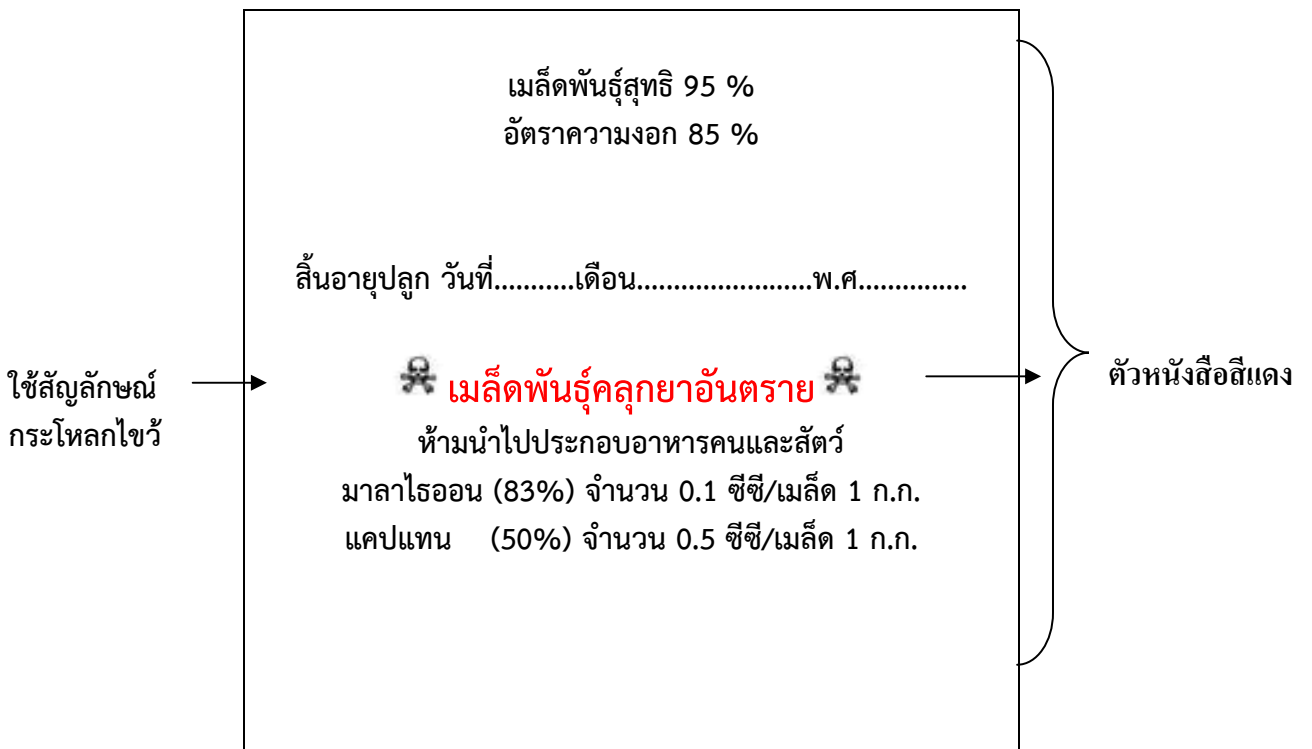 เมล็ดพันธุ์สุทธิ 95 %
อัตราความงอก 85 %
สิ้นอายุปลูก วันที่...........เดือน........................พ.ศ...............
ใช้สัญลักษณ์
กระโหลกไขว้
เมล็ดพันธุ์คลุกยาอันตราย
ตัวหนังสือสีแดง
ห้ามนำไปประกอบอาหารคนและสัตว์
มาลาไธออน (83%) จำนวน 0.1 ซีซี/เมล็ด 1 ก.ก.
แคปแทน (50%) จำนวน 0.5 ซีซี/เมล็ด 1 ก.ก.